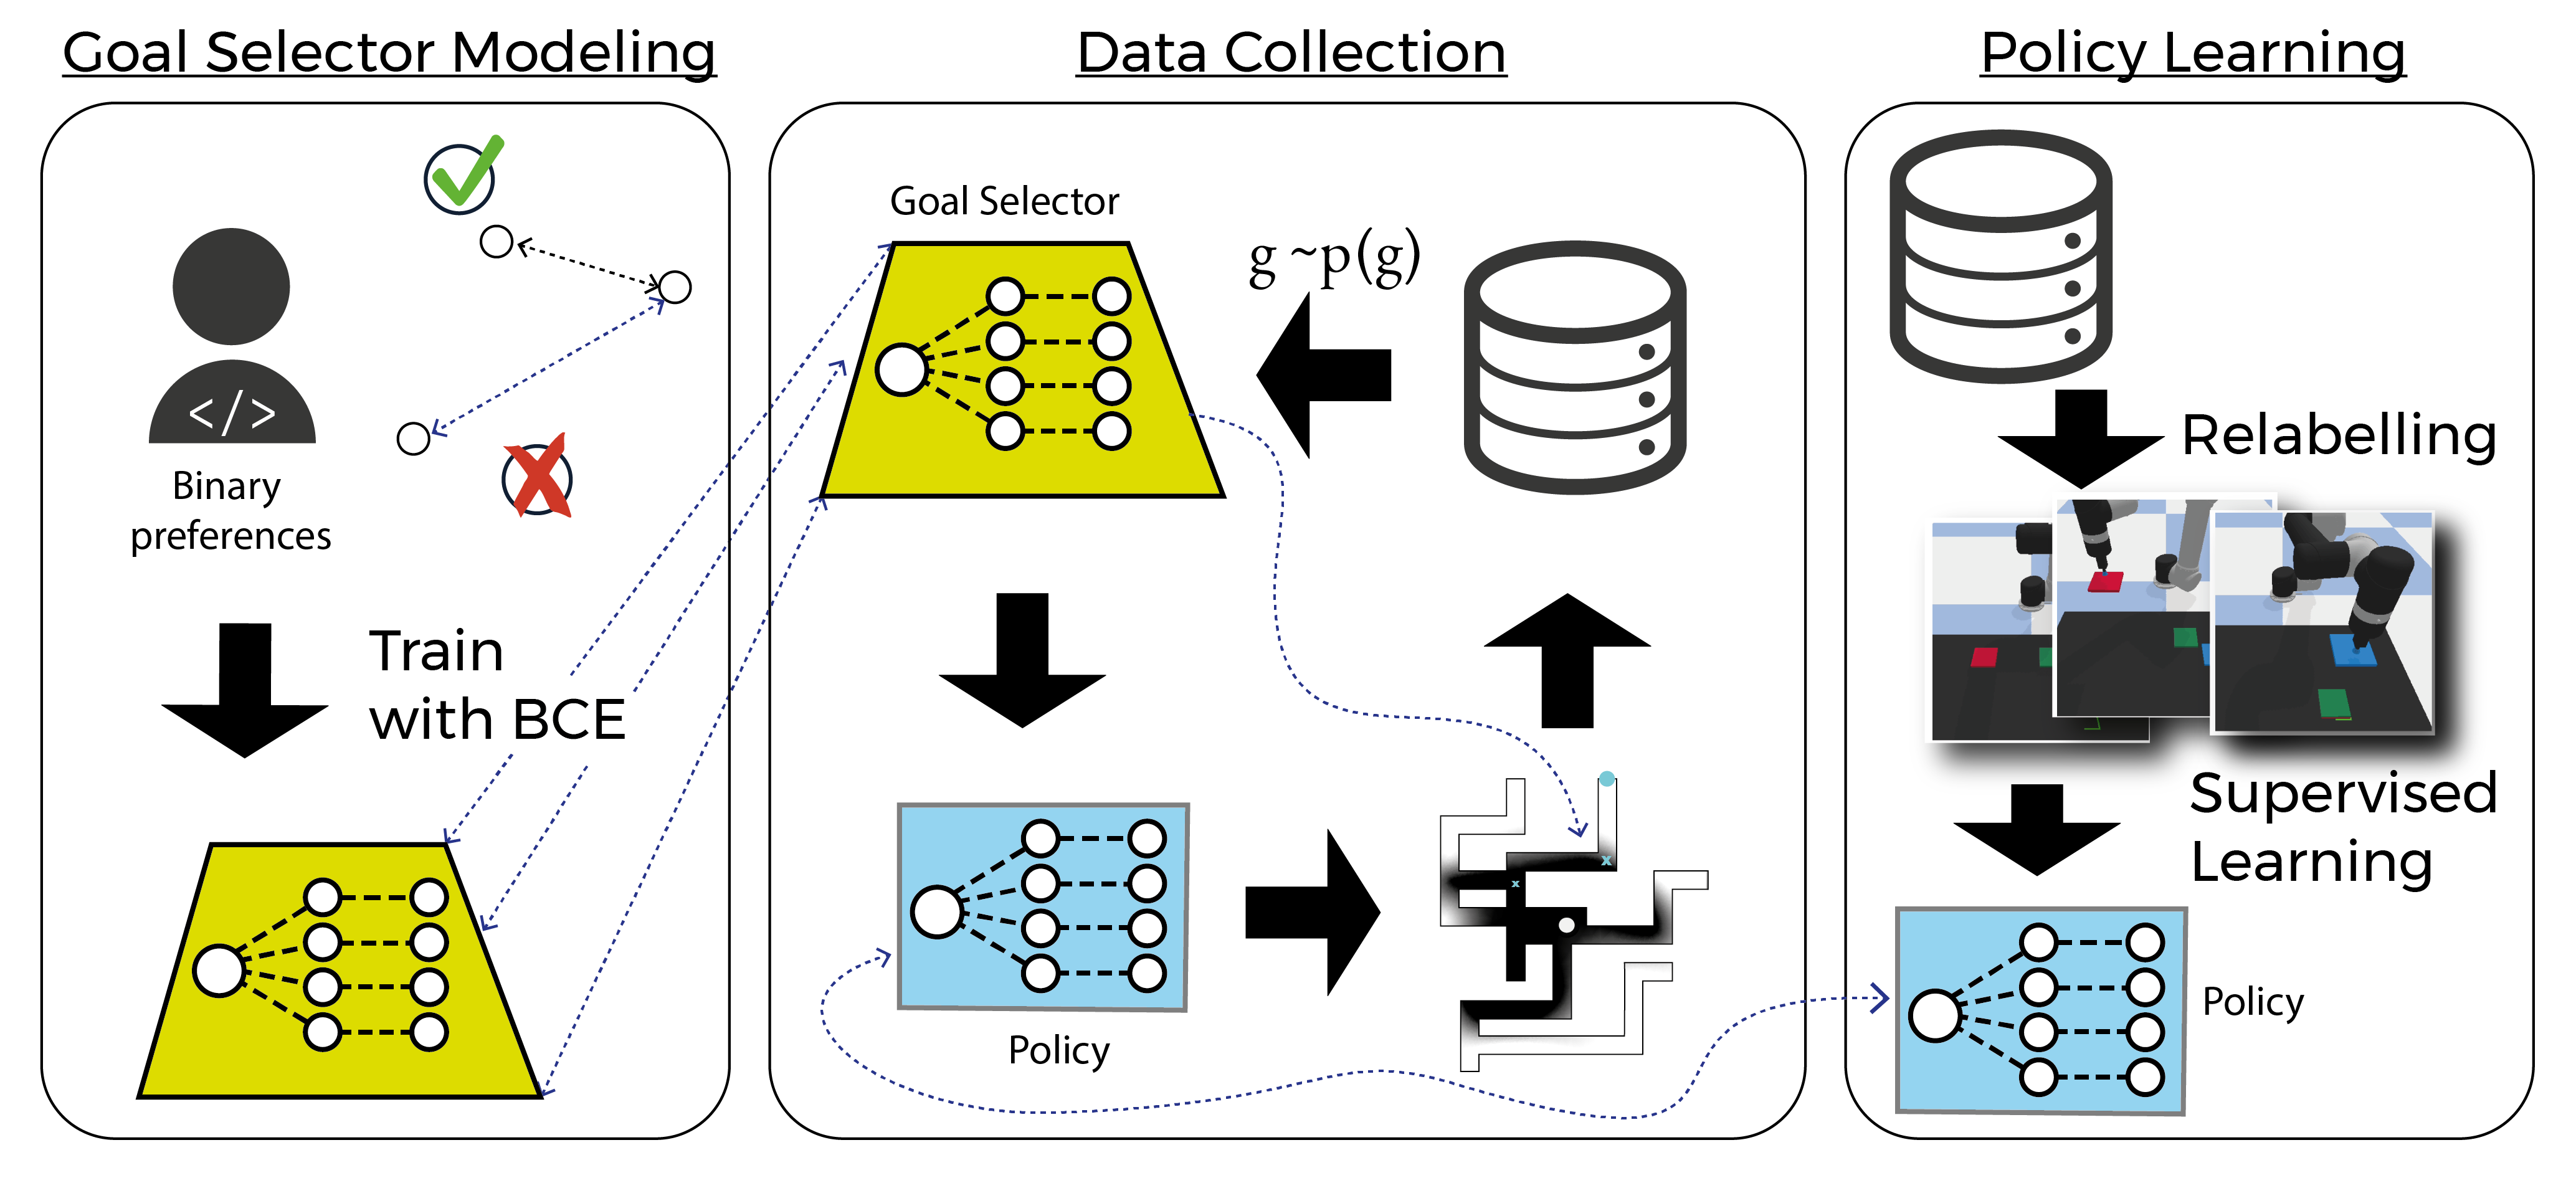 Goal Selector Modeling
Data Collection
Policy Learning
</>
Binary
preferences
Train
with BCE
Goal Selector
g ~p(g)
Policy
x
x
Relabelling
Supervised
Learning
Policy